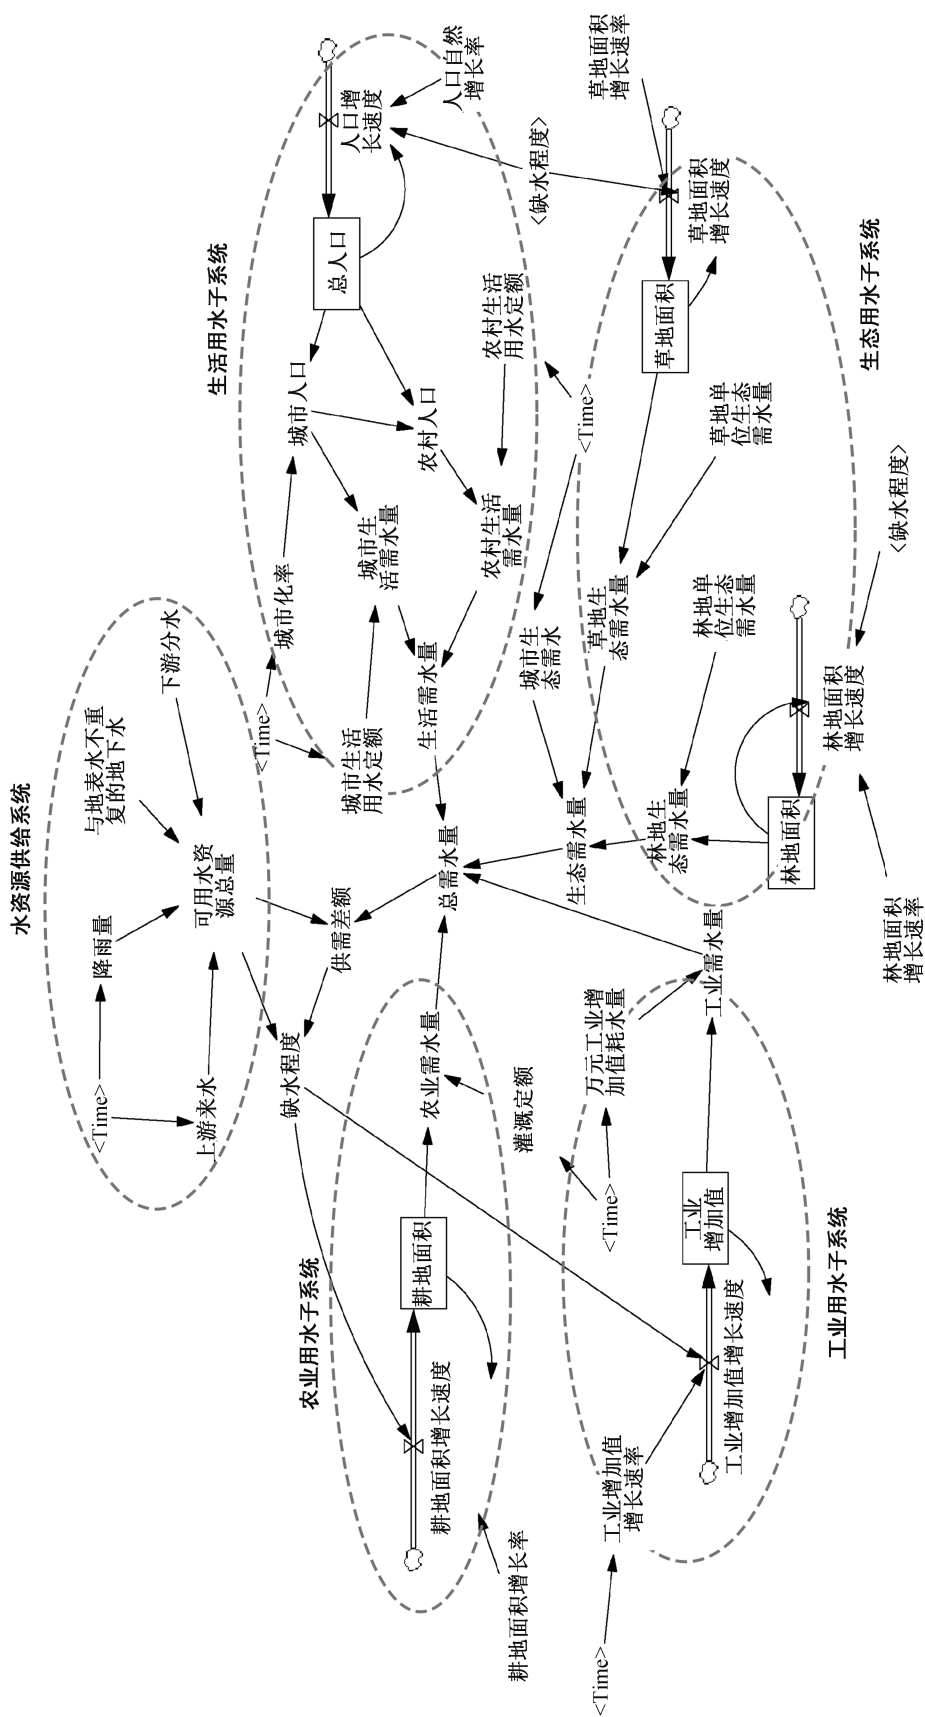 水资源供给系统
<Time>
降雨量
与地表水不重
复的地下水
下游分水
上游来水
可用水资
源总量
缺水程度
供需差额
总需水量
生活用水子系统
<Time>
城市化率
城市人口
总人口
人口增
长速度
人口自然
增长率
城市生活
用水定额
城市生
活需水量
农村人口
生活需水量
农村生活
需水量
农村生活
用水定额
<缺水程度>
<Time>
农业用水子系统
耕地面积增长速度
耕地面积
农业需水量
灌溉定额
耕地面积增长率
生态用水子系统
城市生
态需水
生态需水量
草地生
态需水量
草地面积
草地面积
增长速率
草地面积
增长速度
草地单
位生态
需水量
林地生
态需水量
林地单
位生态
需水量
林地面积
林地面积
增长速度
<缺水程度>
林地面积
增长速率
工业用水子系统
<Time>
工业增加值
增长速率
<Time>
万元工业增
加值耗水量
工业需水量
工业
增加值
工业增加值增长速度